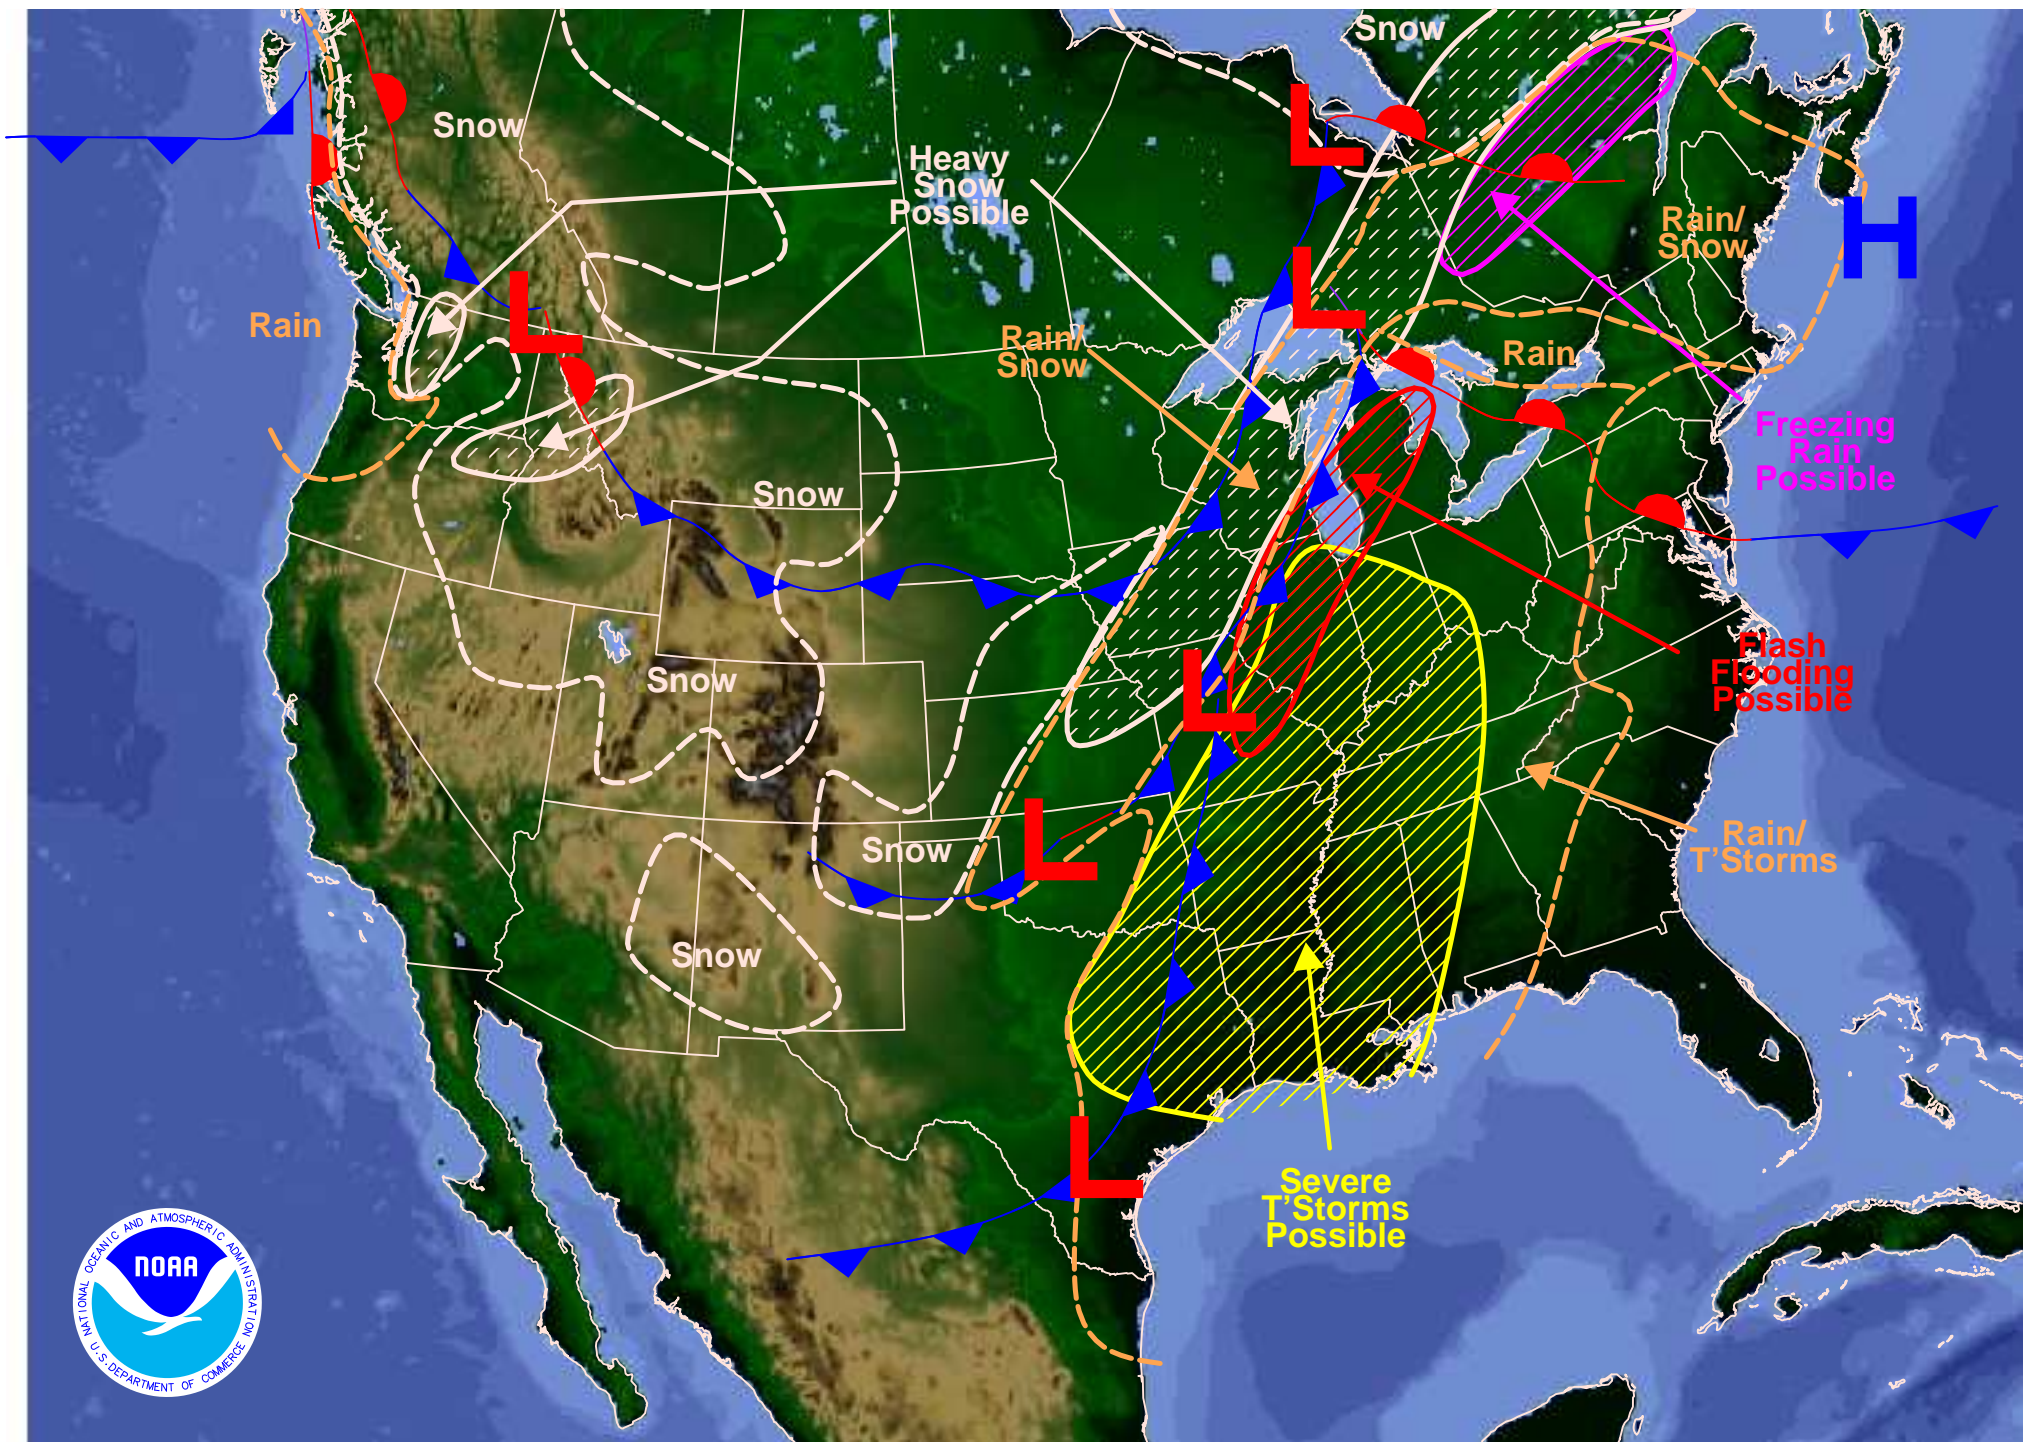 Snow
Snow
Heavy
Snow
Possible
L
Rain/
Snow
H
L
L
Rain
Rain/
Snow
Rain
Freezing
Rain
Possible
Snow
Flash
Flooding
Possible
Snow
L
L
Snow
Rain/
T'Storms
Snow
L
Severe
T'Storms
Possible
NATIONAL OCEANIC AND ATMOSPHERIC ADMINISTRATION
NOAA
U.S. DEPARTMENT OF COMMERCE